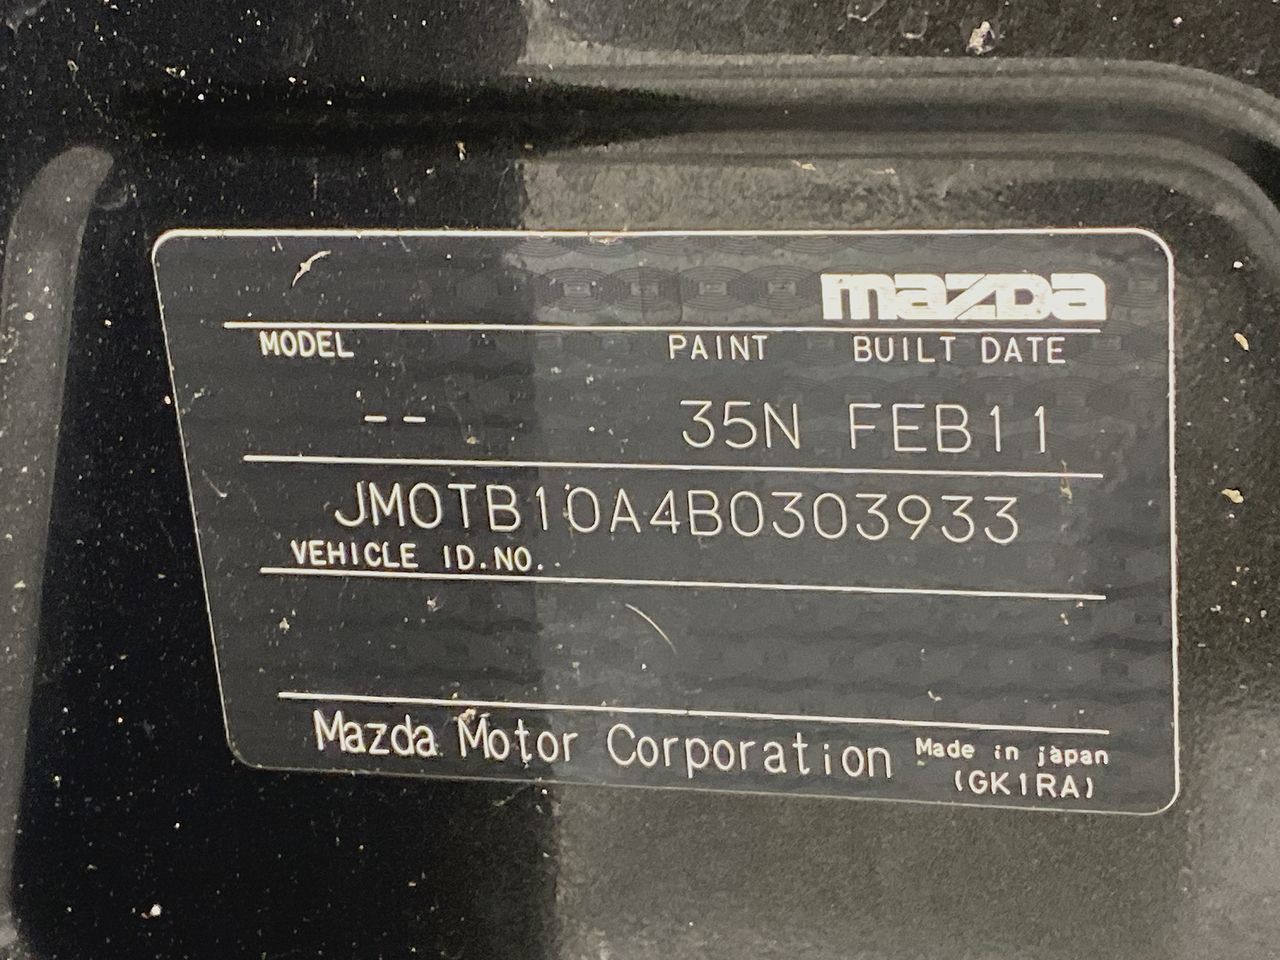 mazda
MODEL PAINT BUILT DATE
-- 35N FEB11
JM0TB10A4B0303933
VEHICLE ID.NO.
Mazda Motor Corporation Made in japan
(GK1RA)